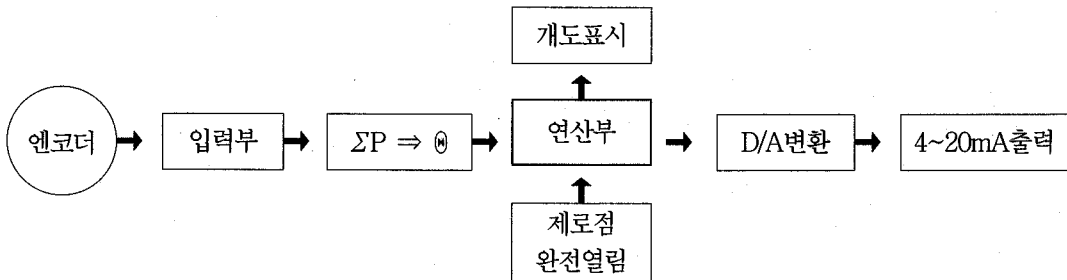 개도표시
엔코더
입력부
ΣP ⇒ Θ
연산부
D/A변환
4~20mA출력
제로점
완전열림